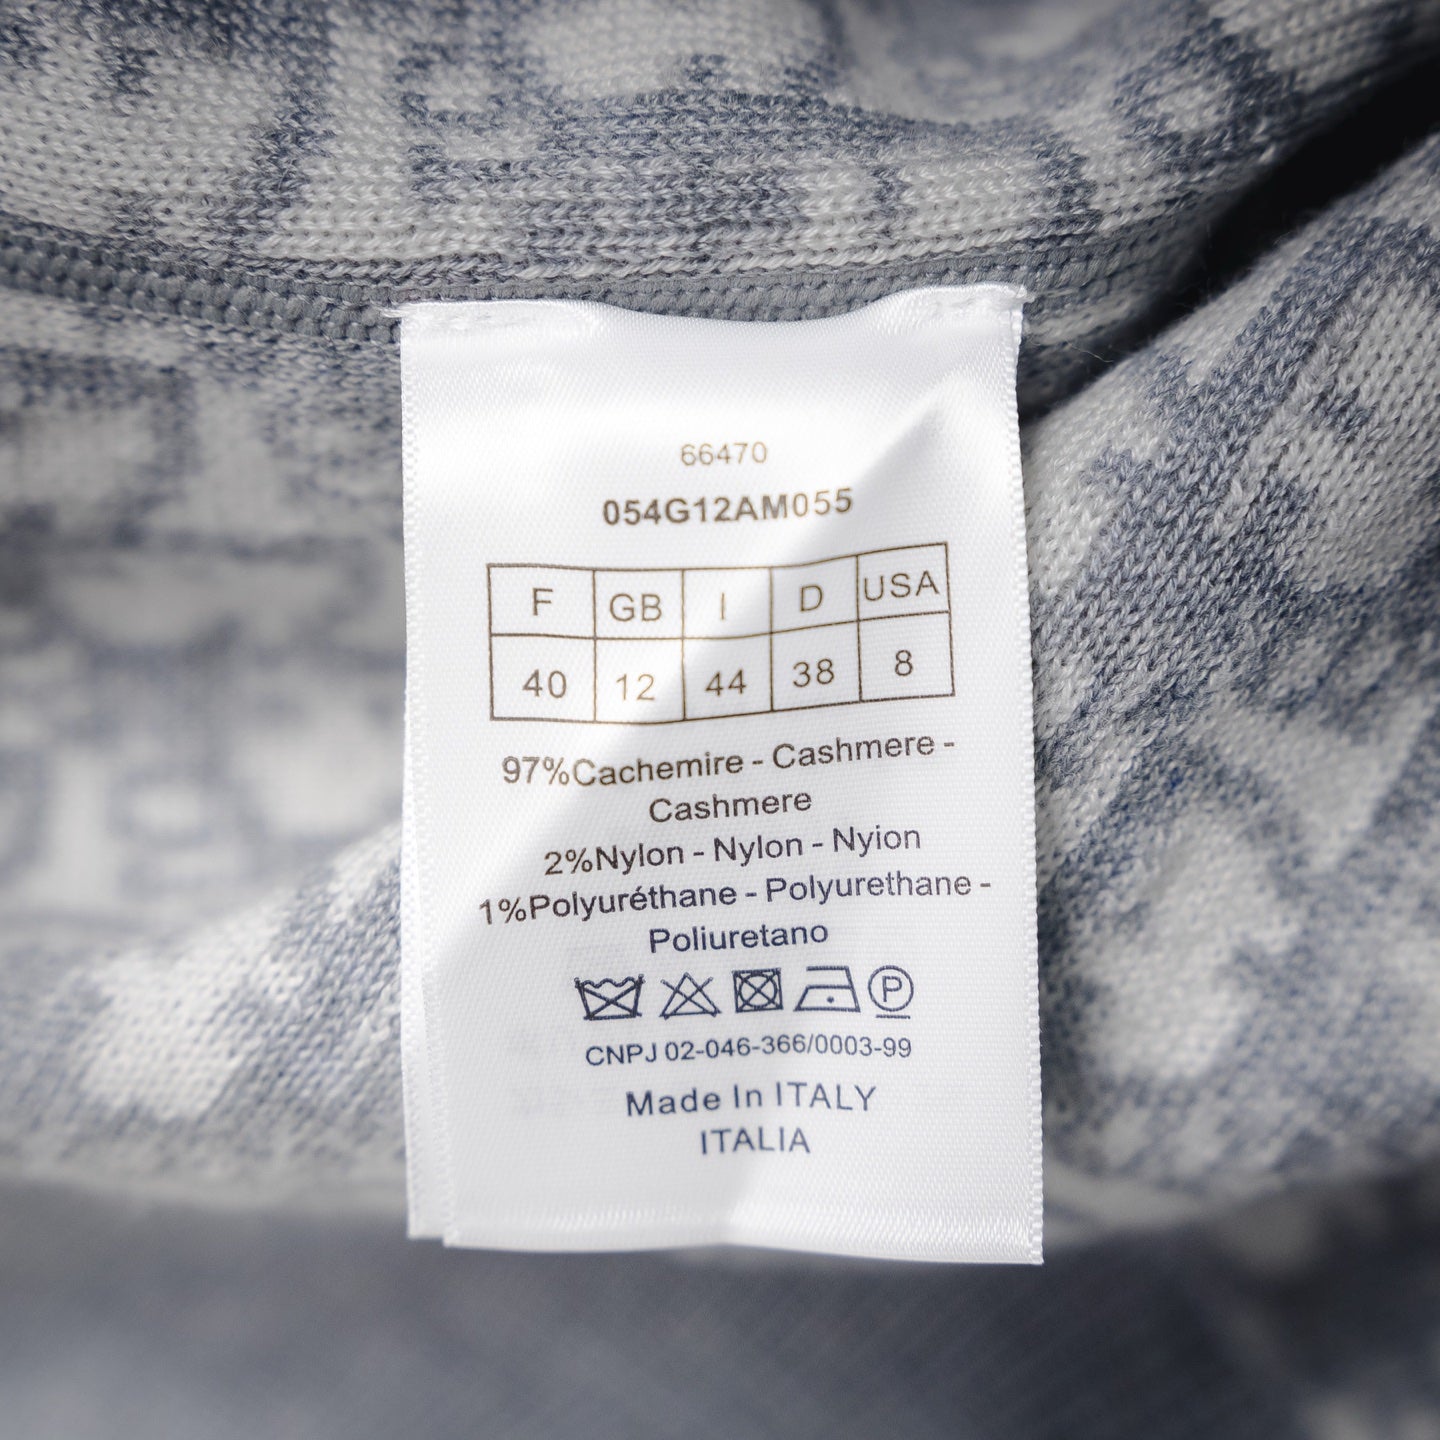 66470
054G12AM055
F GB I D USA
40 12 44 38 8
97%Cachemire - Cashmere -
Cashmere
2%Nylon - Nylon - Nyion
1%Polyuréthane - Polyurethane -
Poliuretano
P
CNPJ 02-046-366/0003-99
Made In ITALY
ITALIA